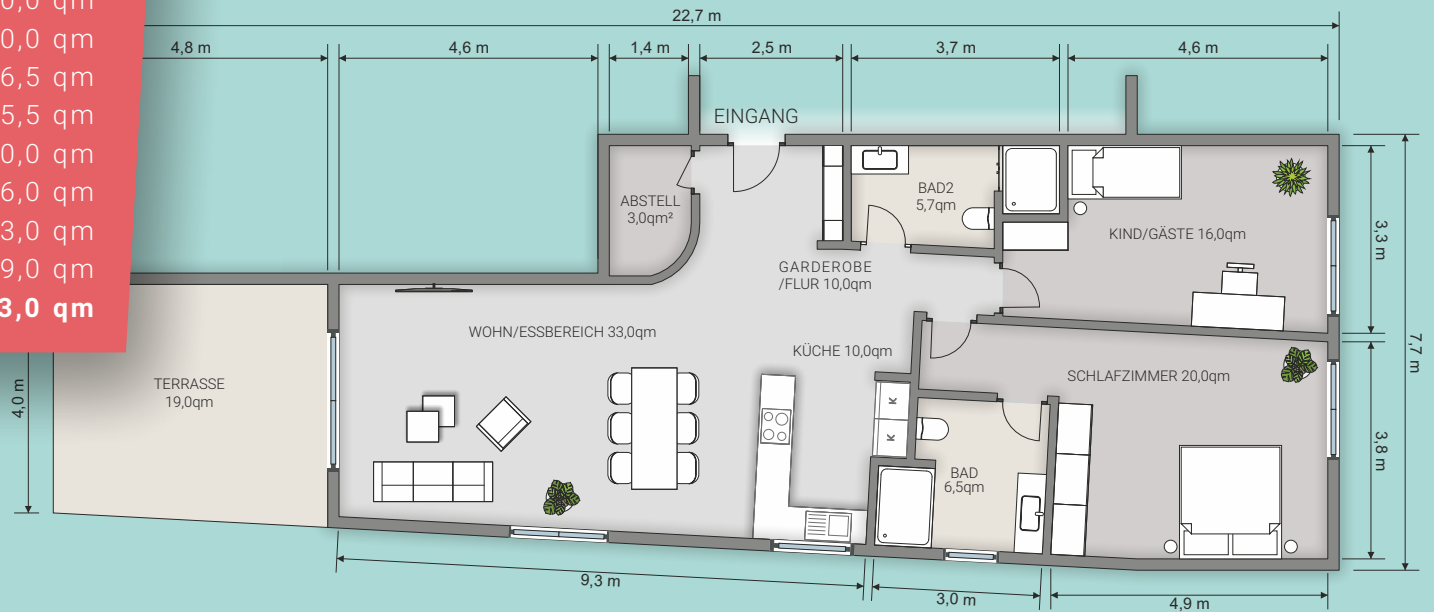 0,0 qm
0,0 qm
6,5 qm
5,5 qm
0,0 qm
6,0 qm
3,0 qm
9,0 qm
3,0 qm
22,7 m
4,8 m
4,6 m
1,4 m
2,5 m
3,7 m
4,6 m
EINGANG
ABSTELL
3,0qm²
BAD2
5,7qm
KIND/GÄSTE 16,0qm
GARDEROBE
/FLUR 10,0qm
WOHN/ESSBEREICH 33,0qm
KÜCHE 10,0qm
SCHLAFZIMMER 20,0qm
TERRASSE
19,0qm
K
K
BAD
6,5qm
4,0 m
3,3 m
7,7 m
3,8 m
9,3 m
3,0 m
4,9 m